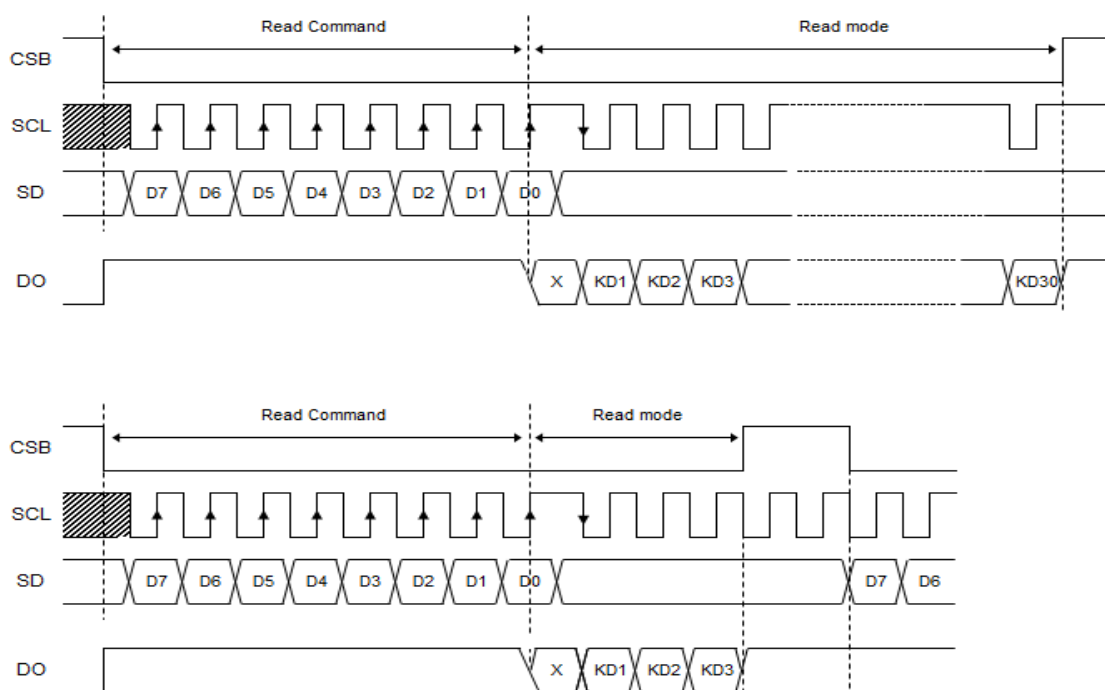 Read Command Read mode
CSB
SCL
SD D7 D6 D5 D4 D3 D2 D1 D0
DO X KD1 KD2 KD3 KD30
Read Command Read mode
CSB
SCL
SD D7 D6 D5 D4 D3 D2 D1 D0 D7 D6
DO X KD1 KD2 KD3